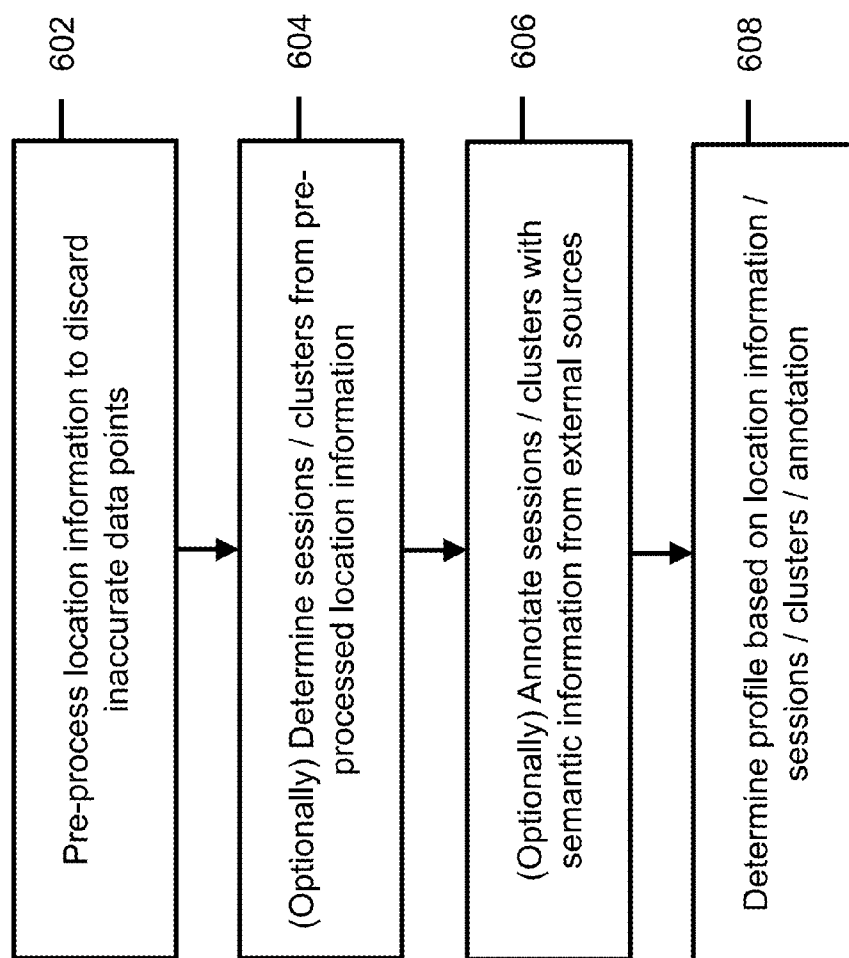 Pre-process location information to discard
inaccurate data points
602
(Optionally) Determine sessions / clusters from pre-
processed location information
604
(Optionally) Annotate sessions / clusters with
semantic information from external sources
606
Determine profile based on location information /
sessions / clusters / annotation
608